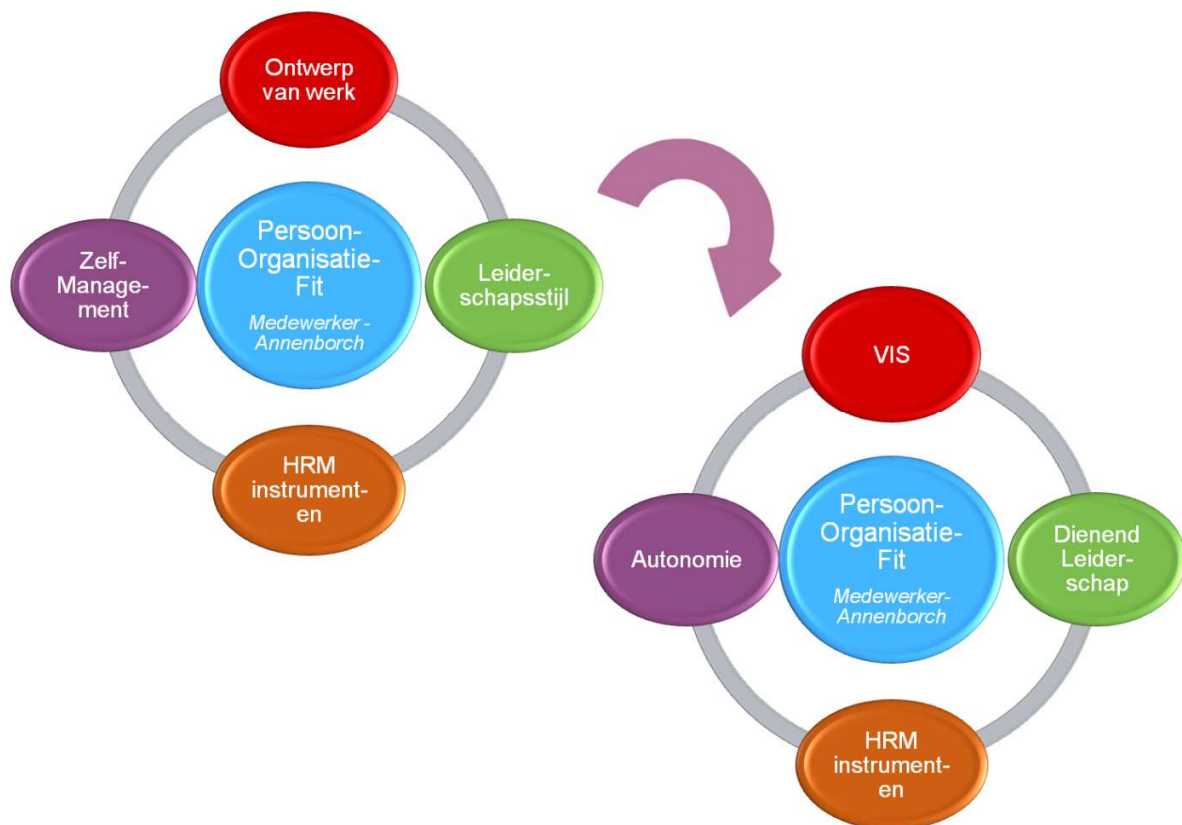 Ontwerp
van werk
Zelf-
Manage-
ment
Persoon-
Organisatie-
Fit
Medewerker -
Annenborch
Leider-
schapsstijl
HRM
instrument-
en
VIS
Autonomie
Persoon-
Organisatie-
Fit
Medewerker-
Annenborch
Dienend
Leider-
schap
HRM
instrument-
en